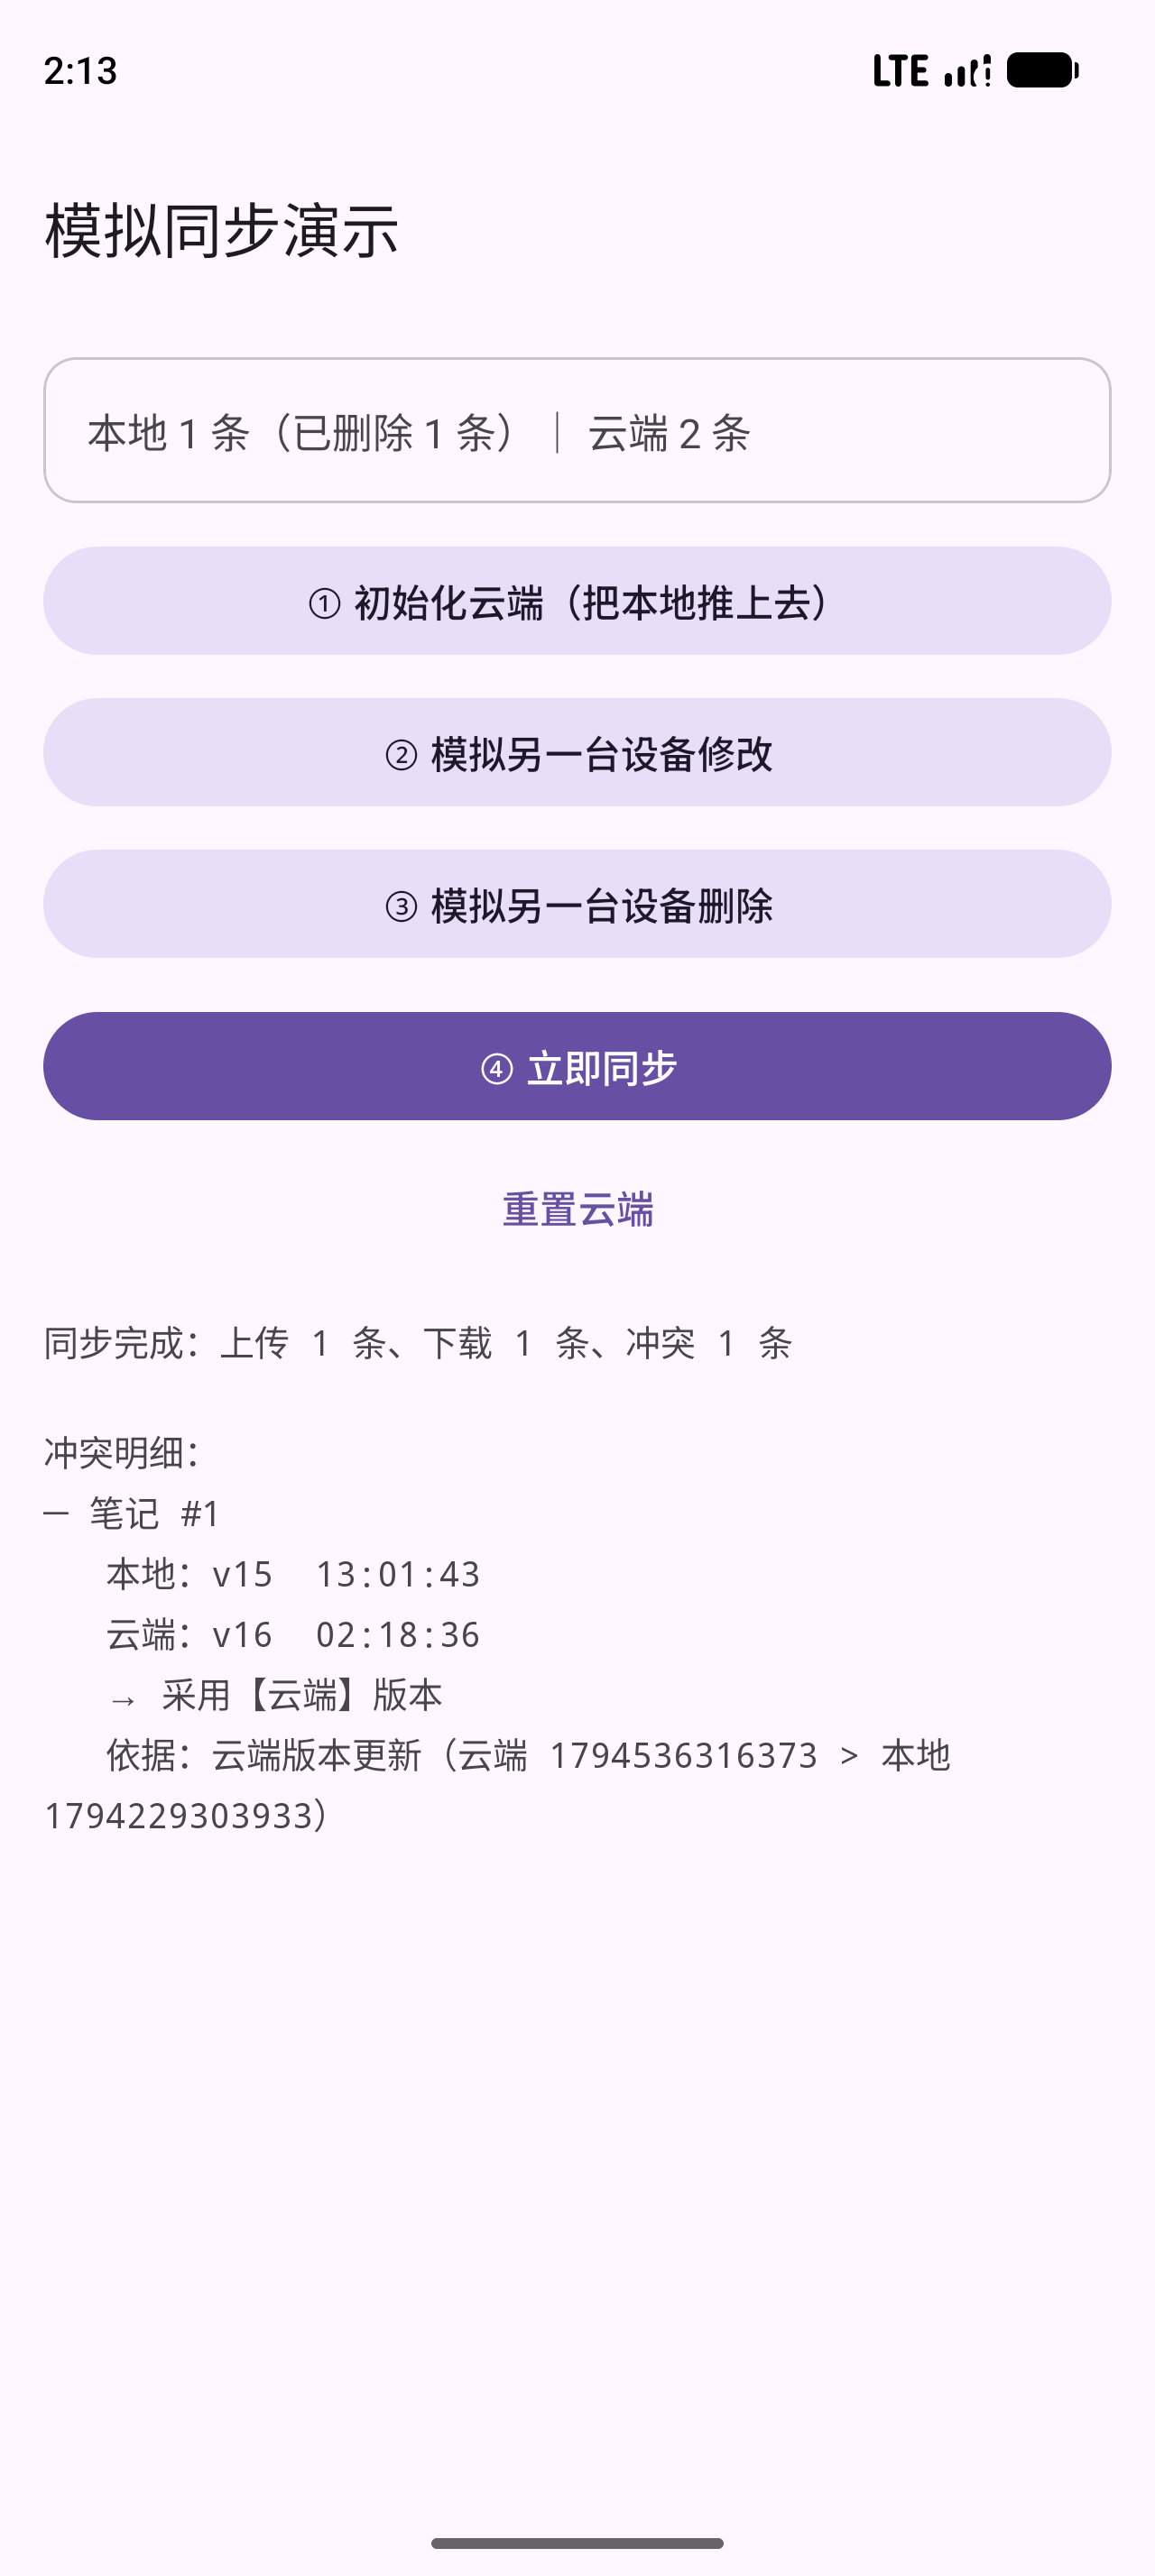 2:13
LTE
模拟同步演示
本地 1 条（已删除 1 条）｜ 云端 2 条
① 初始化云端（把本地推上去）
② 模拟另一台设备修改
③ 模拟另一台设备删除
④ 立即同步
重置云端
同步完成：上传 1 条、下载 1 条、冲突 1 条
冲突明细：
— 笔记 #1
本地：v15  13:01:43
云端：v16  02:18:36
→ 采用【云端】版本
依据：云端版本更新（云端 1794536316373 > 本地
1794229303933）